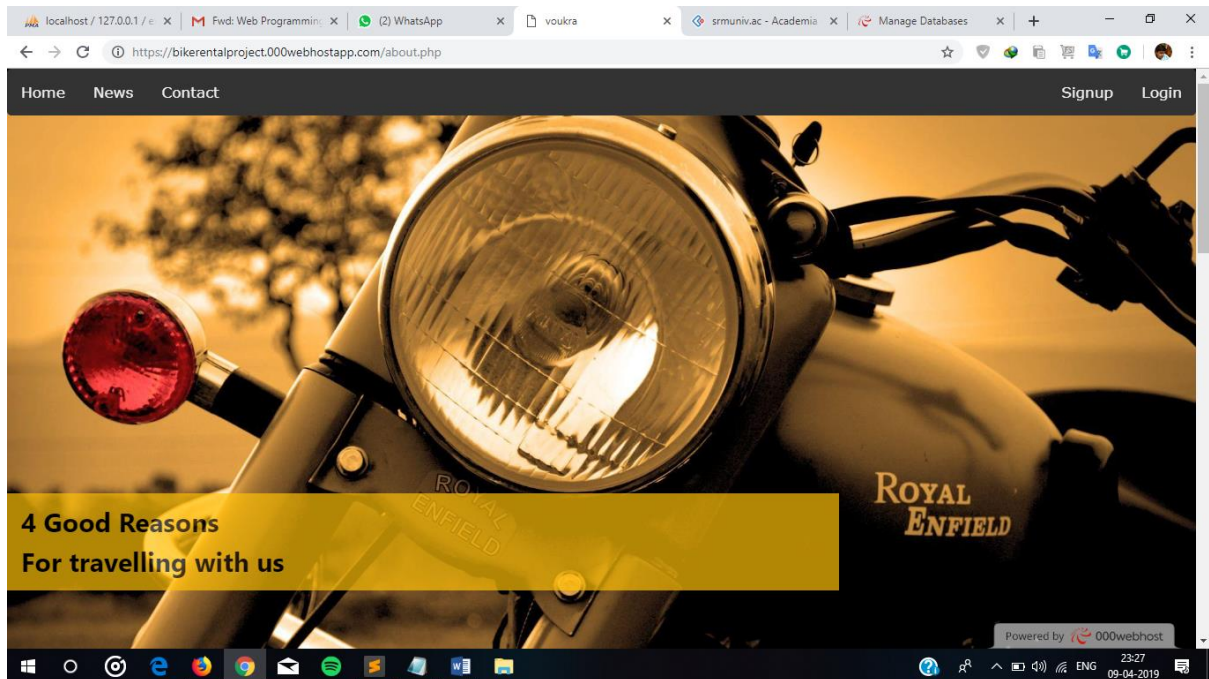 localhost / 127.0.0.1 / e
Fwd: Web Programming
(2) WhatsApp
voukra
srmuniv.ac - Academia
Manage Databases
https://bikerentalproject.000webhostapp.com/about.php
Home News Contact Signup Login
ROYAL
ENFIELD
ROYAL
ENFIELD
4 Good Reasons
For travelling with us
Powered by 000webhost
ENG
23:27
09-04-2019